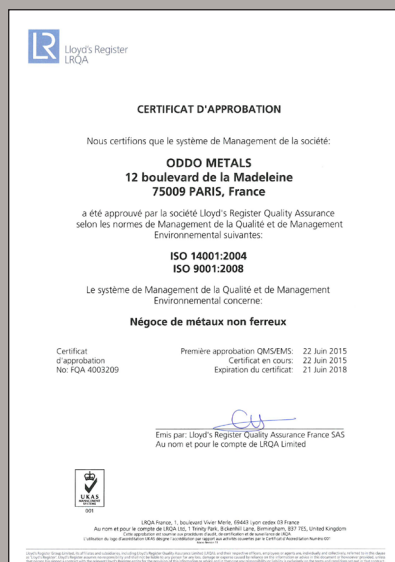 LR
Lloyd's Register
LRQA
CERTIFICAT D'APPROBATION
Nous certifions que le système de Management de la société:
ODDO METALS
12 boulevard de la Madeleine
75009 PARIS, France
a été approuvé par la société Lloyd's Register Quality Assurance
selon les normes de Management de la Qualité et de Management
Environnemental suivantes:
ISO 14001:2004
ISO 9001:2008
Le système de Management de la Qualité et de Management
Environnemental concerne:
Négoce de métaux non ferreux
Certificat
d'approbation
No: FQA 4003209
Première approbation QMS/EMS: 22 Juin 2015
Certificat en cours: 22 Juin 2015
Expiration du certificat: 21 Juin 2018
Emis par: Lloyd's Register Quality Assurance France SAS
Au nom et pour le compte de LRQA Limited
UKAS
MANAGEMENT
SYSTEMS
001
LRQA France, 1, boulevard Vivier Merle, 69443 Lyon cedex 03 France
Au nom et pour le compte de LRQA Ltd, 1 Trinity Park, Bickenhill Lane, Birmingham, B37 7ES, United Kingdom